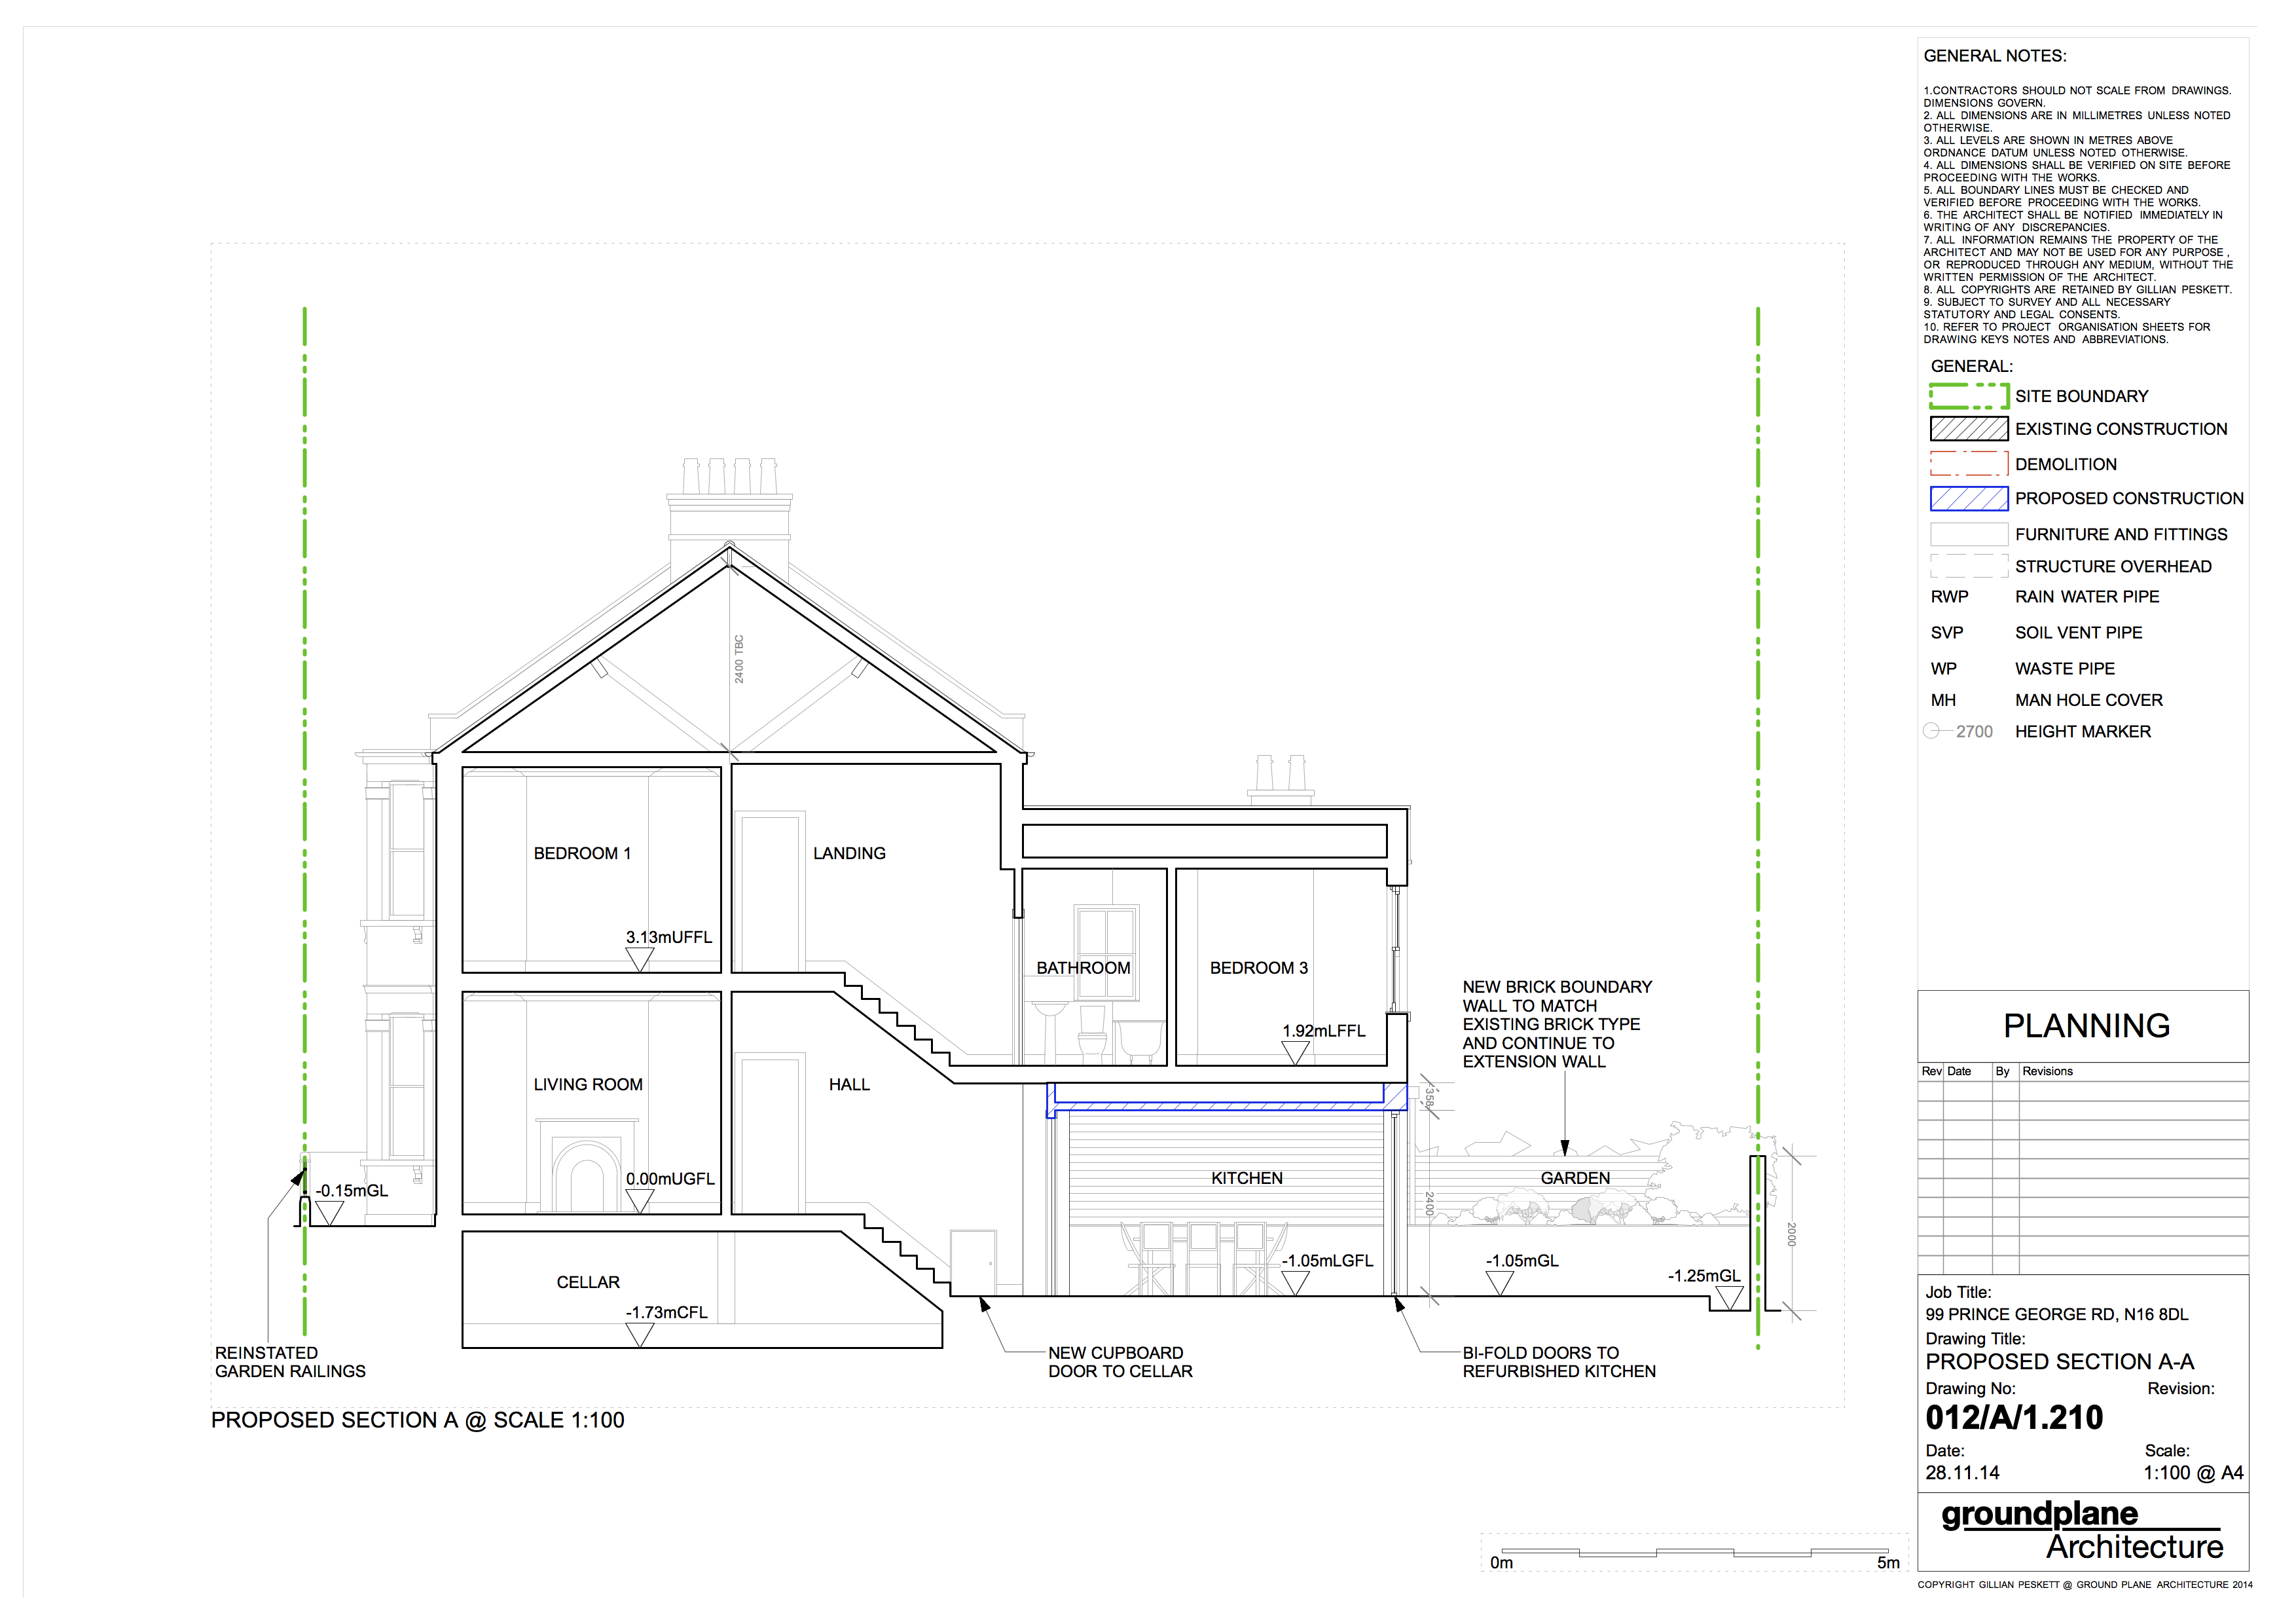 GENERAL NOTES:
1.CONTRACTORS SHOULD NOT SCALE FROM DRAWINGS.
DIMENSIONS GOVERN.
2. ALL DIMENSIONS ARE IN MILLIMETRES UNLESS NOTED
OTHERWISE.
3. ALL LEVELS ARE SHOWN IN METRES ABOVE
ORDNANCE DATUM UNLESS NOTED OTHERWISE.
4. ALL DIMENSIONS SHALL BE VERIFIED ON SITE BEFORE
PROCEEDING WITH THE WORKS.
5. ALL BOUNDARY LINES MUST BE CHECKED AND
VERIFIED BEFORE PROCEEDING WITH THE WORKS.
6. THE ARCHITECT SHALL BE NOTIFIED IMMEDIATELY IN
WRITING OF ANY DISCREPANCIES.
7. ALL INFORMATION REMAINS THE PROPERTY OF THE
ARCHITECT AND MAY NOT BE USED FOR ANY PURPOSE ,
OR REPRODUCED THROUGH ANY MEDIUM, WITHOUT THE
WRITTEN PERMISSION OF THE ARCHITECT.
8. ALL COPYRIGHTS ARE RETAINED BY GILLIAN PESKETT.
9. SUBJECT TO SURVEY AND ALL NECESSARY
STATUTORY AND LEGAL CONSENTS.
10. REFER TO PROJECT ORGANISATION SHEETS FOR
DRAWING KEYS NOTES AND ABBREVIATIONS.
GENERAL:
SITE BOUNDARY
EXISTING CONSTRUCTION
DEMOLITION
PROPOSED CONSTRUCTION
FURNITURE AND FITTINGS
STRUCTURE OVERHEAD
RWP RAIN WATER PIPE
SVP SOIL VENT PIPE
WP WASTE PIPE
MH MAN HOLE COVER
2700 HEIGHT MARKER
2400 TBC
BEDROOM 1
LANDING
3.13mUFFL
BATHROOM
BEDROOM 3
1.92mLFFL
NEW BRICK BOUNDARY
WALL TO MATCH
EXISTING BRICK TYPE
AND CONTINUE TO
EXTENSION WALL
LIVING ROOM
HALL
358
0.00mUGFL
-0.15mGL
KITCHEN
GARDEN
2400
2000
CELLAR
-1.73mCFL
-1.05mLGFL
-1.05mGL
-1.25mGL
REINSTATED
GARDEN RAILINGS
NEW CUPBOARD
DOOR TO CELLAR
BI-FOLD DOORS TO
REFURBISHED KITCHEN
PROPOSED SECTION A @ SCALE 1:100
0m 5m
PLANNING
Rev Date By Revisions
Job Title:
99 PRINCE GEORGE RD, N16 8DL
Drawing Title:
PROPOSED SECTION A-A
Drawing No: Revision:
012/A/1.210
Date: Scale:
28.11.14 1:100 @ A4
groundplane
Architecture
COPYRIGHT GILLIAN PESKETT @ GROUND PLANE ARCHITECTURE 2014